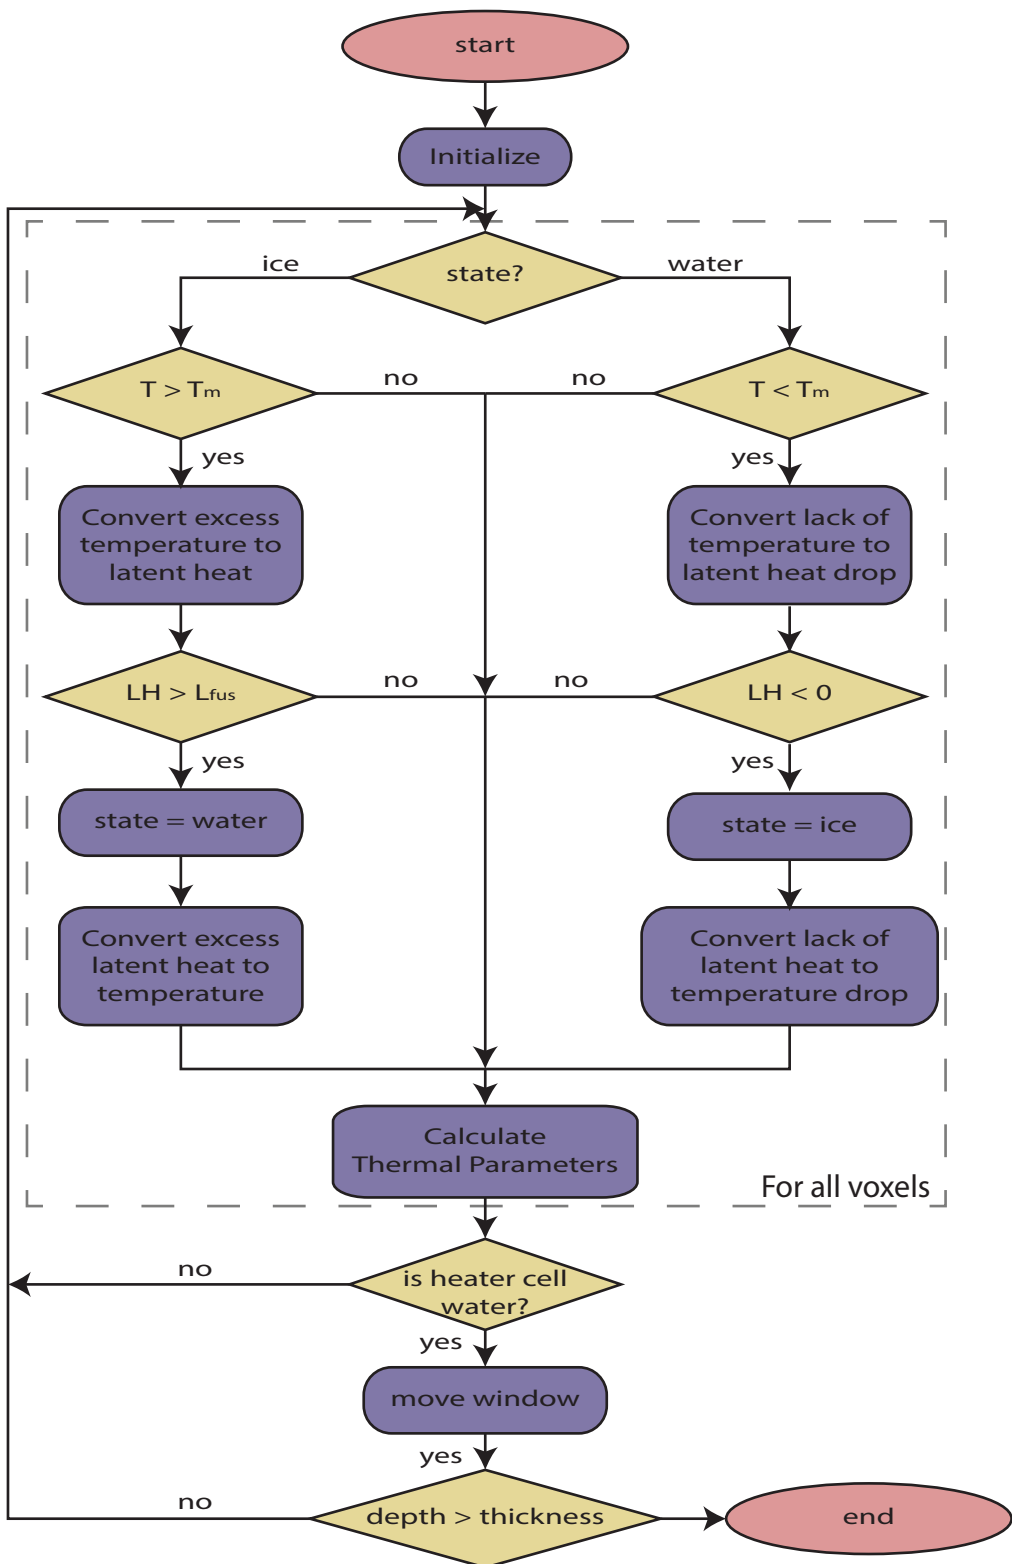 start
Initialize
state?
ice
water
T > Tm
no
no
T < Tm
yes
yes
Convert excess
temperature to
latent heat
Convert lack of
temperature to
latent heat drop
LH > Lfus
no
no
LH < 0
yes
yes
state = water
state = ice
Convert excess
latent heat to
temperature
Convert lack of
latent heat to
temperature drop
Calculate
Thermal Parameters
For all voxels
no
is heater cell
water?
yes
move window
yes
no
depth > thickness
end